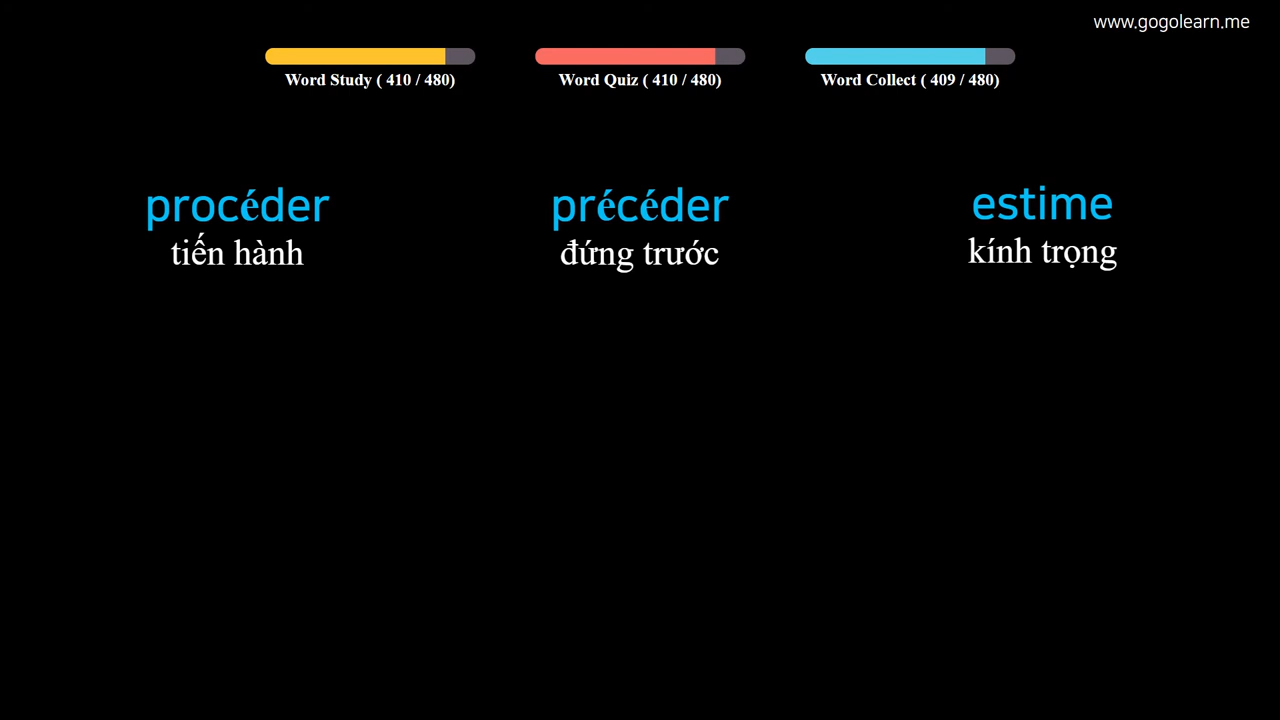 www.gogolearn.me
Word Study ( 410 / 480)
Word Quiz ( 410 / 480)
Word Collect ( 409 / 480)
procéder
tiến hành
précéder
đứng trước
estime
kính trọng